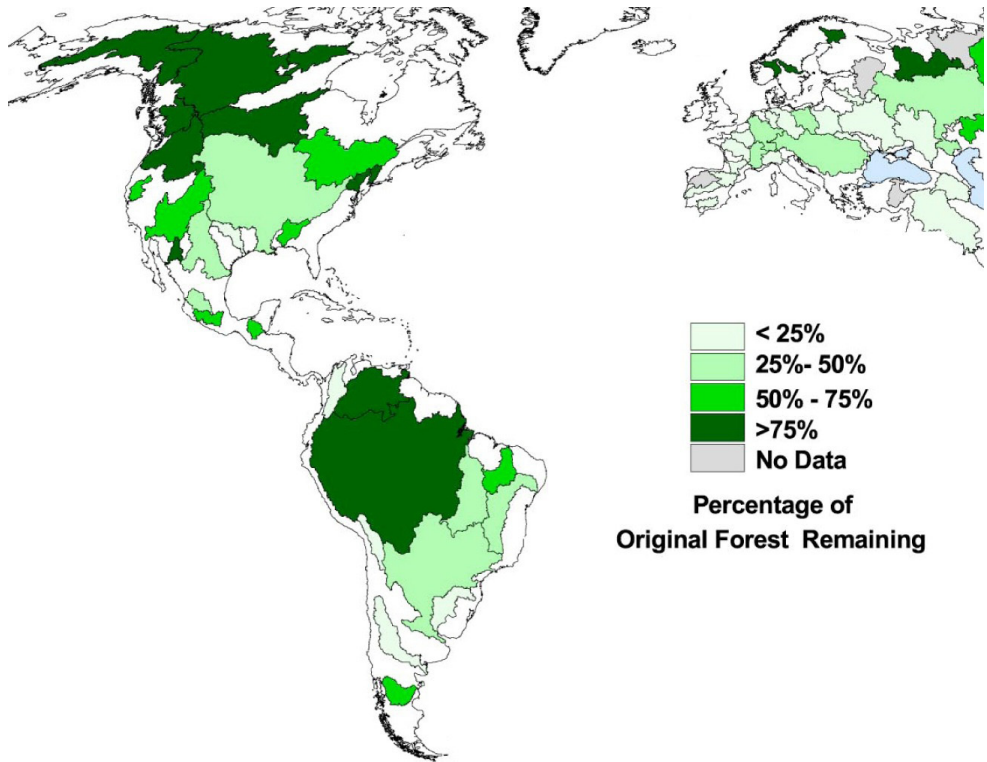 < 25%
25%- 50%
50% - 75%
>75%
No Data
Percentage of
Original Forest Remaining